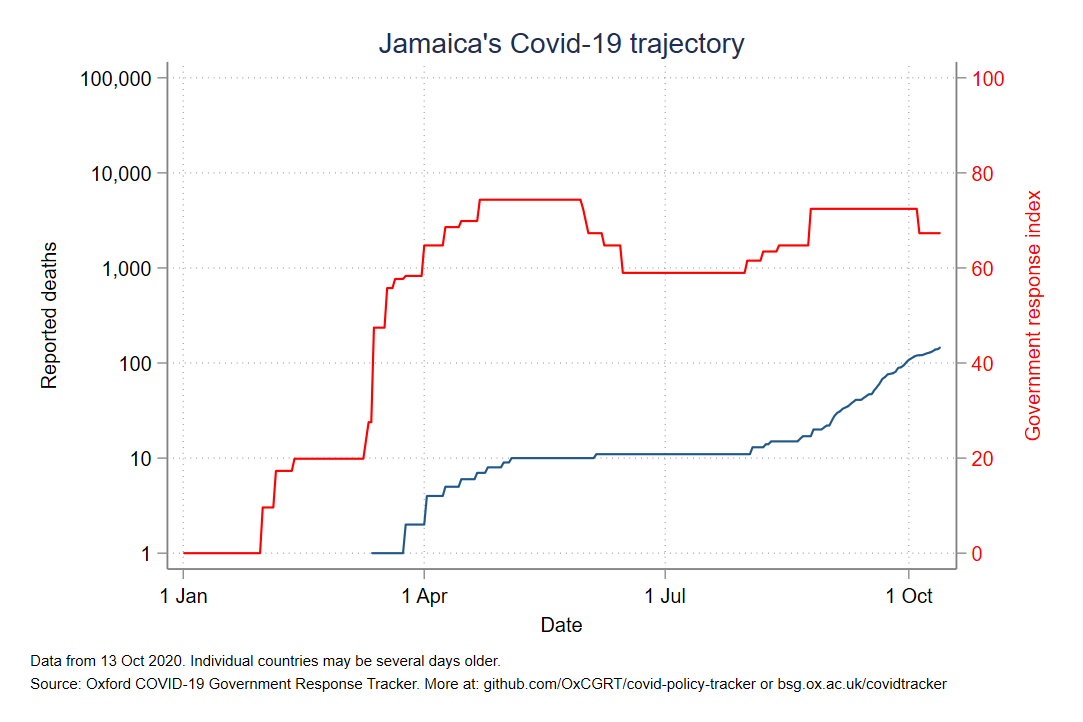 Jamaica's Covid-19 trajectory
100,000
10,000
1,000
100
10
1
Reported deaths
100
80
60
40
20
0
Government response index
1 Jan
1 Apr
1 Jul
1 Oct
Date
Data from 13 Oct 2020. Individual countries may be several days older.
Source: Oxford COVID-19 Government Response Tracker. More at: github.com/OxCGRT/covid-policy-tracker or bsg.ox.ac.uk/covidtracker